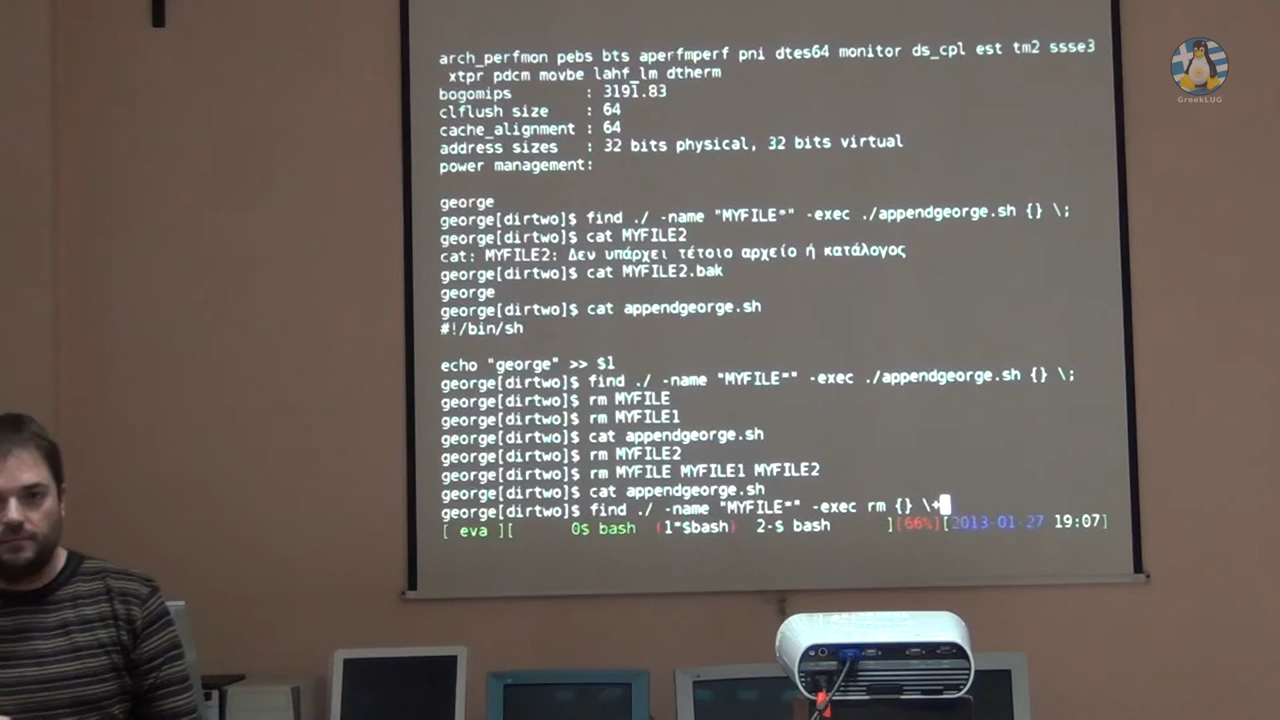 arch_perfmon pebs bts aperfmperf pni dtes64 monitor ds_cpl est tm2 ssse3
xtpr pdcm movbe lahf_lm dtherm
bogomips : 3191.83
clflush size : 64
cache_alignment : 64
address sizes : 32 bits physical, 32 bits virtual
power management:
george
george[dirtwo]$ find ./ -name "MYFILE*" -exec ./appendgeorge.sh {} \;
george[dirtwo]$ cat MYFILE2
cat: MYFILE2: Δεν υπάρχει τέτοιο αρχείο ή κατάλογος
george[dirtwo]$ cat MYFILE2.bak
george
george[dirtwo]$ cat appendgeorge.sh
#!/bin/sh
echo "george" >> $1
george[dirtwo]$ find ./ -name "MYFILE*" -exec ./appendgeorge.sh {} \;
george[dirtwo]$ rm MYFILE
george[dirtwo]$ rm MYFILE1
george[dirtwo]$ cat appendgeorge.sh
george[dirtwo]$ rm MYFILE2
george[dirtwo]$ rm MYFILE MYFILE1 MYFILE2
george[dirtwo]$ cat appendgeorge.sh
george[dirtwo]$ find ./ -name "MYFILE*" -exec rm {} \+
[ eva ][ 0$ bash (1*$bash) 2-$ bash ][66%][2013-01-27 19:07]
GreekLUG